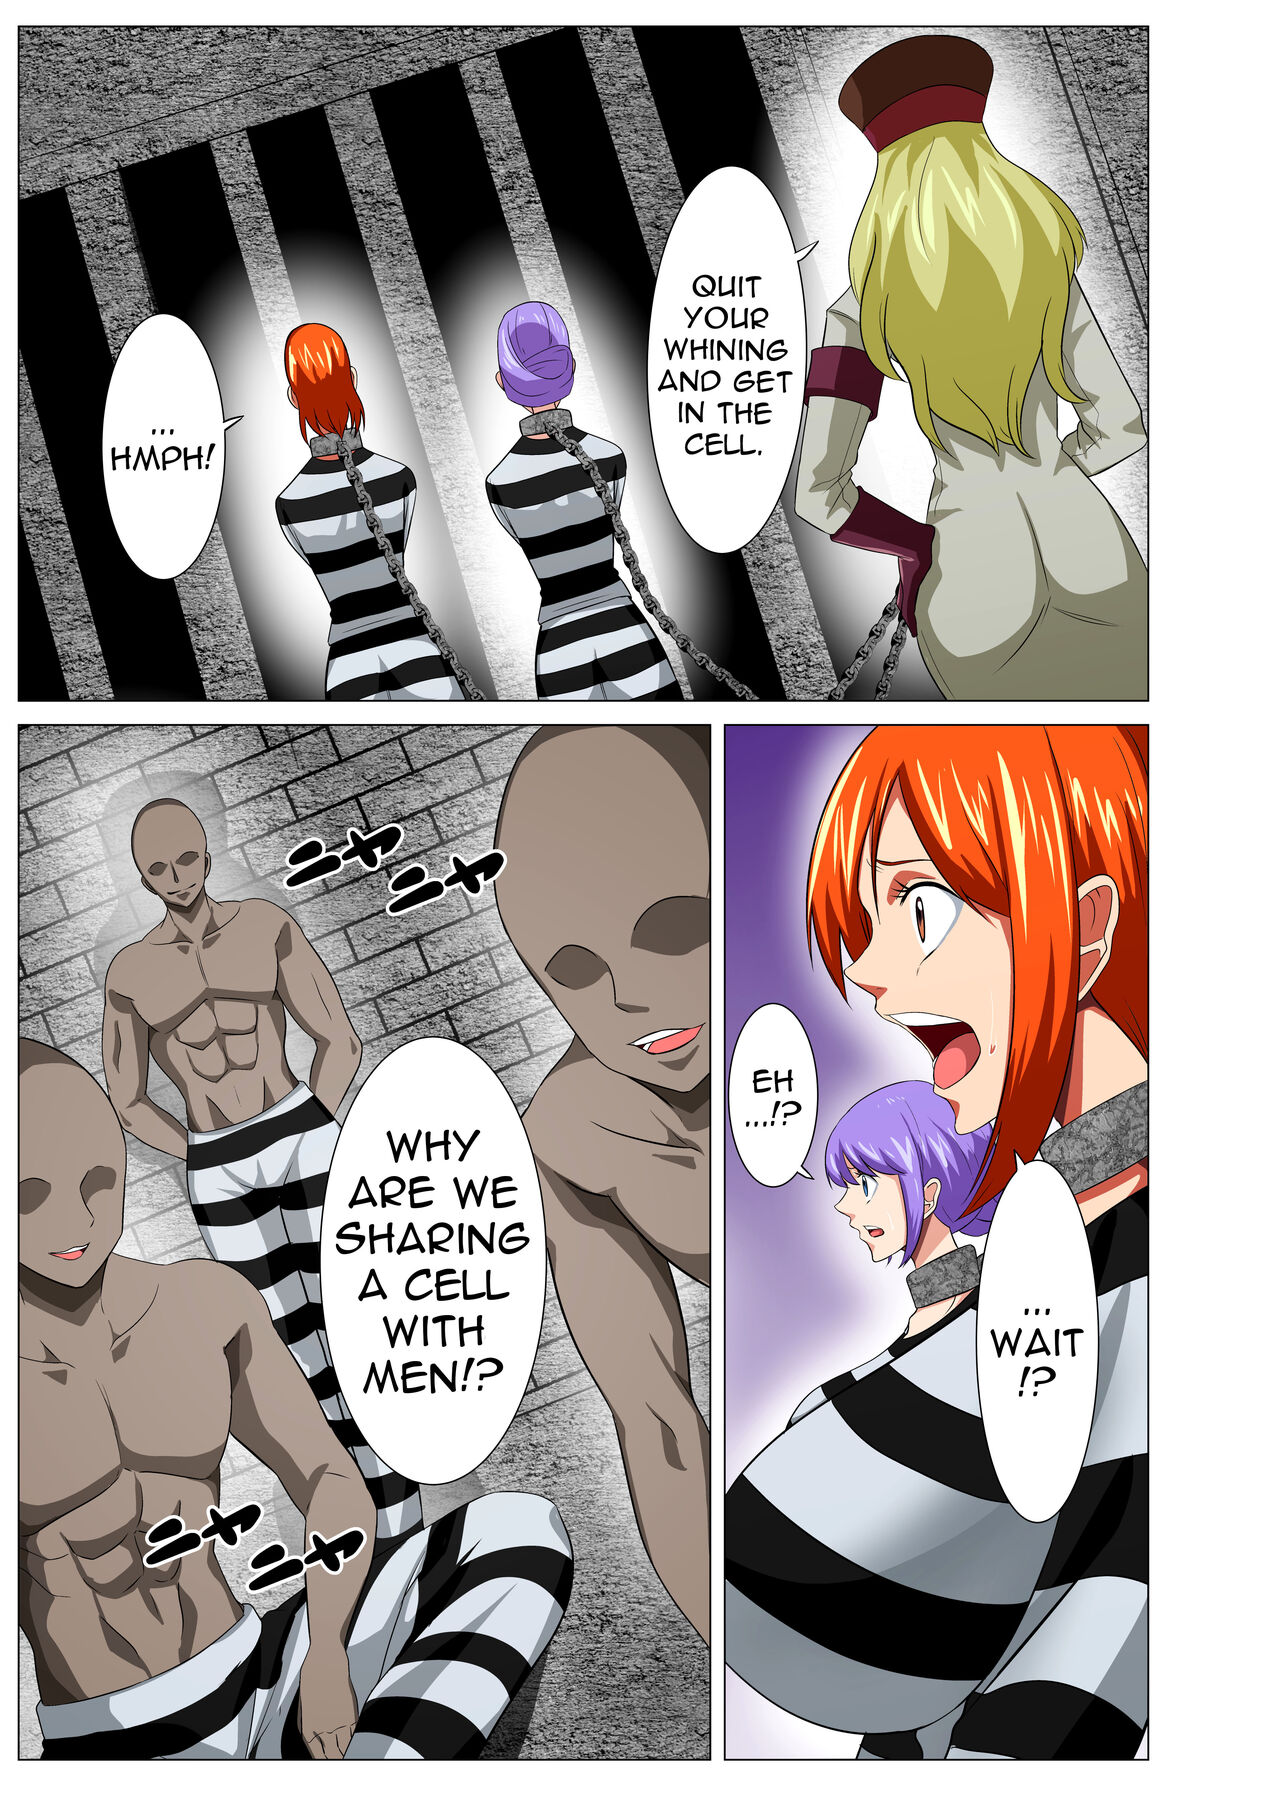 QUIT
YOUR
WHINING
AND GET
IN THE
CELL.
...
HMPH!
...
WAIT
!?
EH
...!?
ニヤ
ニヤ
WHY
ARE WE
SHARING
A CELL
WITH
MEN!?
ニヤ
ニヤ